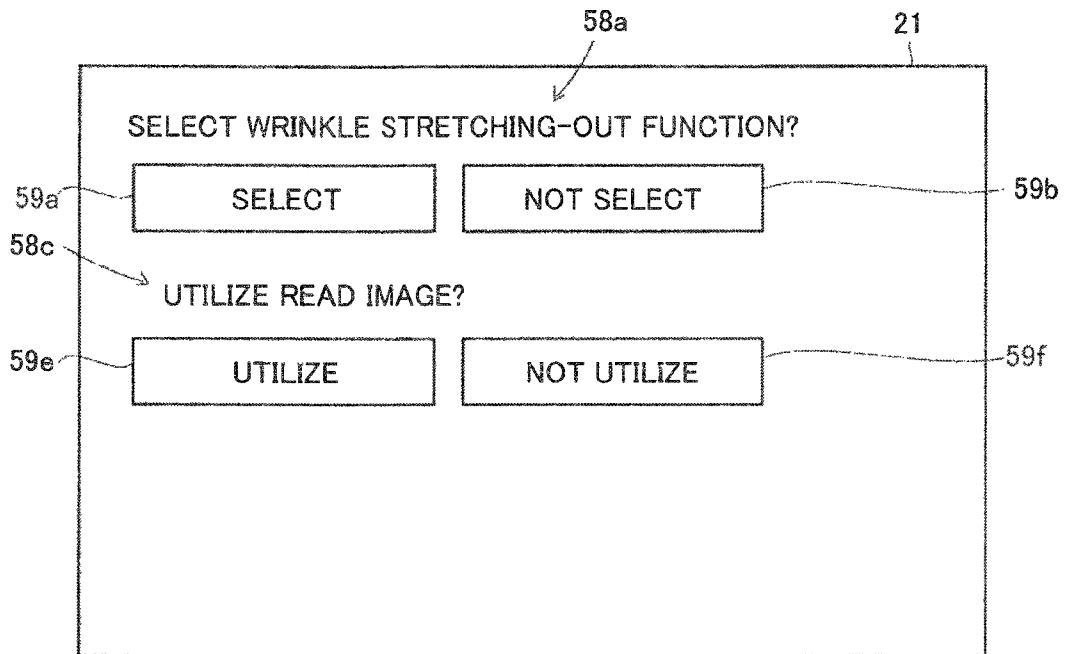 58a
21
SELECT WRINKLE STRETCHING-OUT FUNCTION?
59a
SELECT
NOT SELECT
59b
58c
UTILIZE READ IMAGE?
59e
UTILIZE
NOT UTILIZE
59f